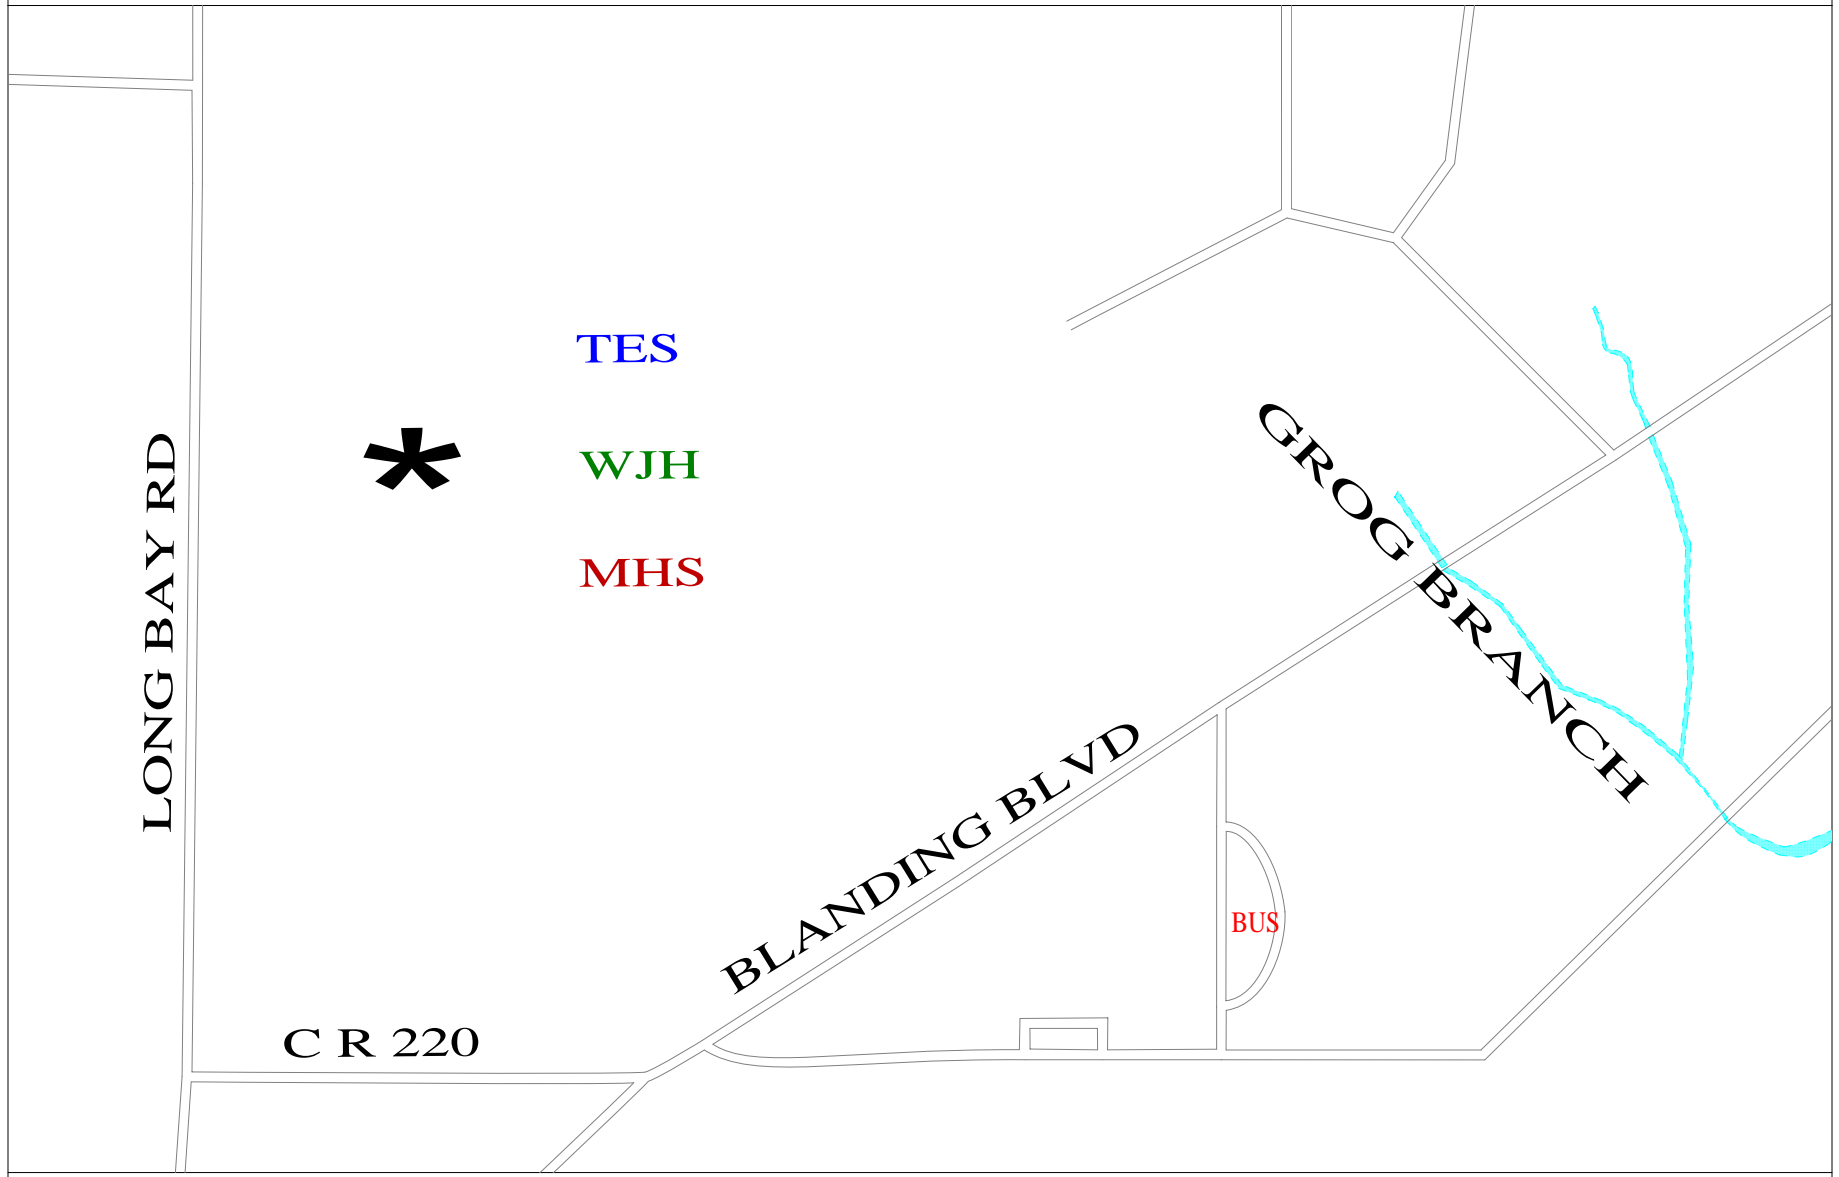 TES
*
WJH
MHS
LONG BAY RD
GROG BRANCH
BLANDING BLVD
BUS
C R 220